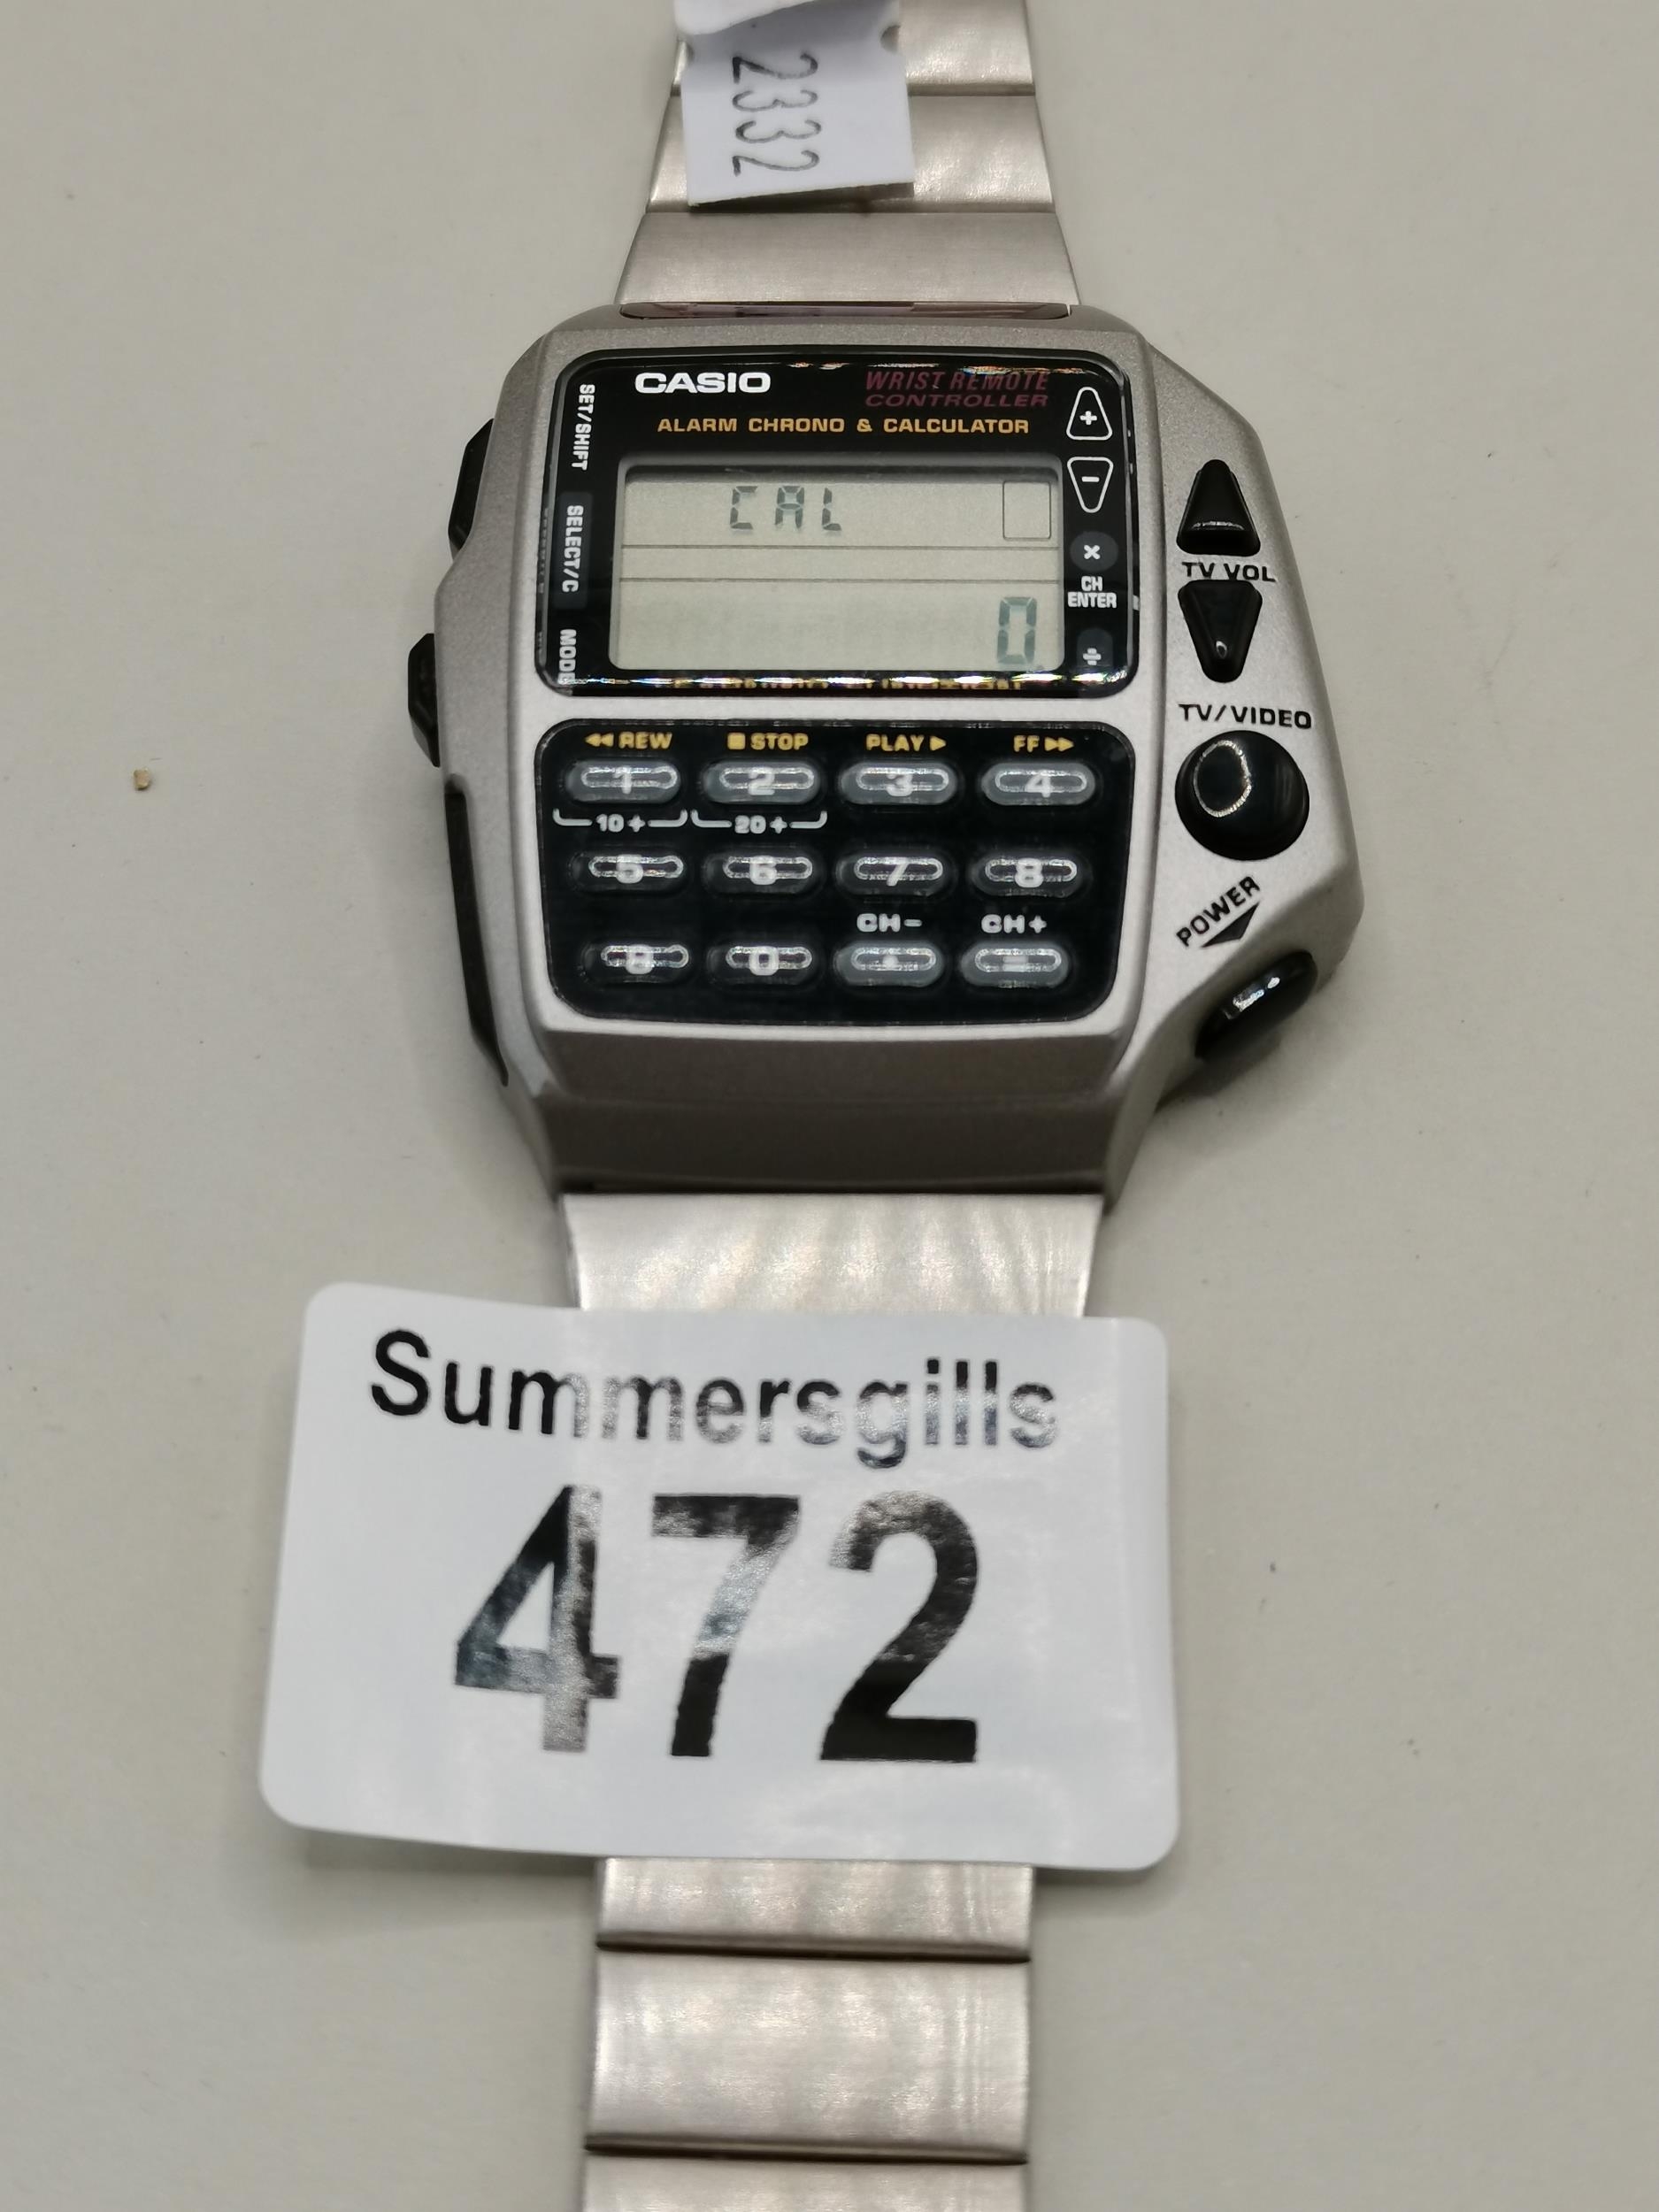 2332
CASIO
WRIST REMOTE
CONTROLLER
ALARM CHRONO & CALCULATOR
SET/SHIFT
SELECT/C
MODE
CAL
0.
+
-
×
CH
ENTER
÷
TV VOL
TV/VIDEO
POWER
◀◀ REW ■ STOP PLAY ▶ FF ▶▶
1 2 3 4
10+ 20+
5 6 7 8
CH- CH+
9 0 · =
Summersgills
472